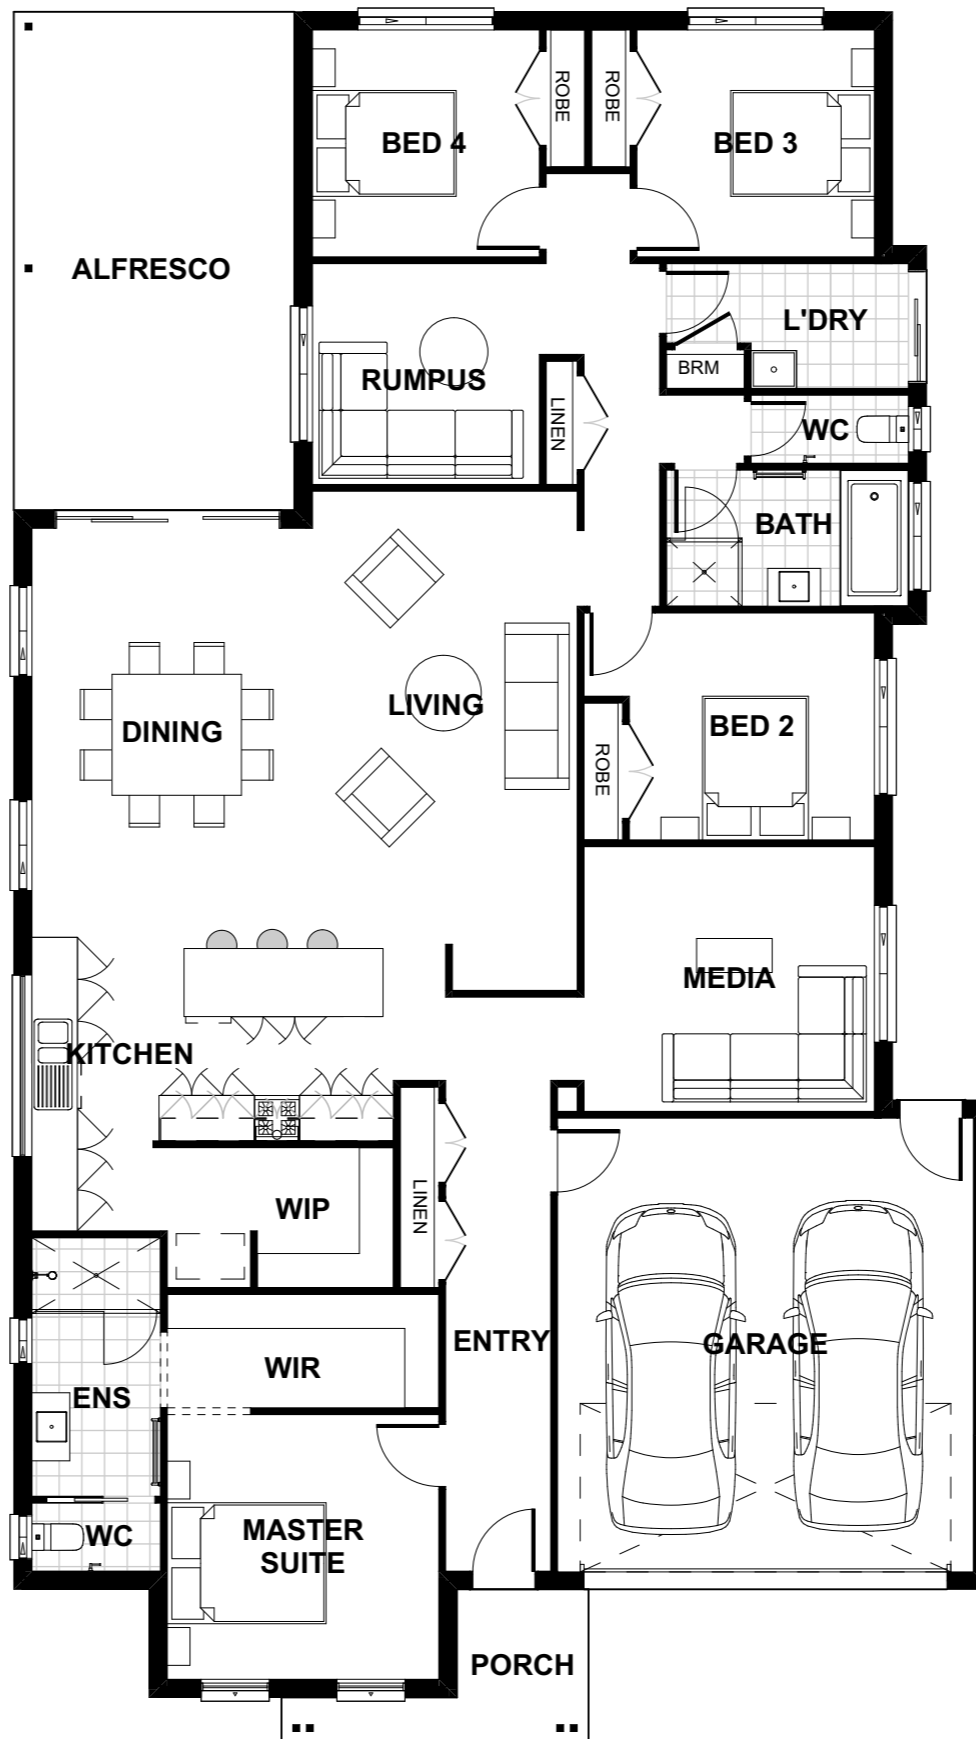 ROBE
ROBE
BED 4
BED 3
ALFRESCO
L'DRY
BRM
RUMPUS
LINEN
WC
BATH
LIVING
DINING
BED 2
ROBE
MEDIA
KITCHEN
WIP
LINEN
ENTRY
GARAGE
WIR
ENS
MASTER
SUITE
WC
PORCH